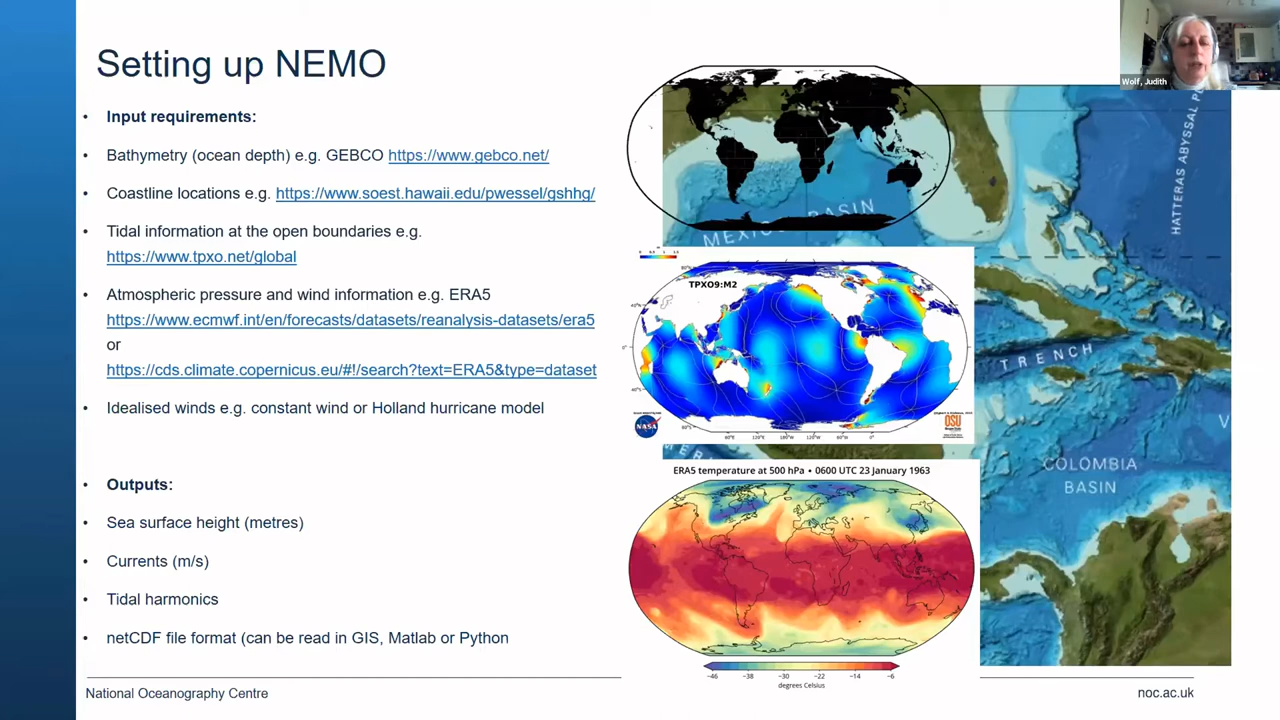 Setting up NEMO
• Input requirements:
• Bathymetry (ocean depth) e.g. GEBCO https://www.gebco.net/
• Coastline locations e.g. https://www.soest.hawaii.edu/pwessel/gshhg/
• Tidal information at the open boundaries e.g.
https://www.tpxo.net/global
• Atmospheric pressure and wind information e.g. ERA5
https://www.ecmwf.int/en/forecasts/datasets/reanalysis-datasets/era5
or
https://cds.climate.copernicus.eu/#!/search?text=ERA5&type=dataset
• Idealised winds e.g. constant wind or Holland hurricane model
• Outputs:
• Sea surface height (metres)
• Currents (m/s)
• Tidal harmonics
• netCDF file format (can be read in GIS, Matlab or Python
National Oceanography Centre
noc.ac.uk
Wolf, Judith
HATTERAS ABYSSAL
MEXICO BASIN
TPXO9:M2
NASA
OSU
TRENCH
COLOMBIA
BASIN
ERA5 temperature at 500 hPa • 0600 UTC 23 January 1963
−46 −38 −30 −22 −14 −6
degrees Celsius